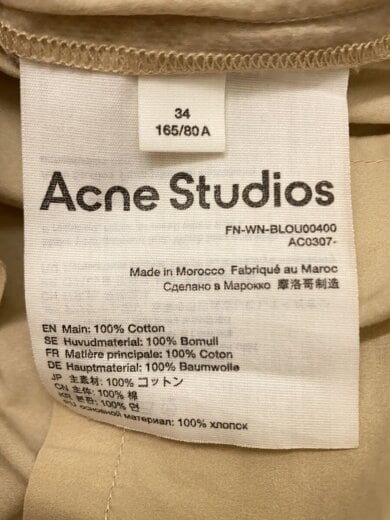 34
165/80 A
Acne Studios
FN-WN-BLOU00400
AC0307-
Made in Morocco Fabriqué au Maroc
Сделано в Марокко 摩洛哥制造
EN Main: 100% Cotton
SE Huvudmaterial: 100% Bomull
FR Matière principale: 100% Coton
DE Hauptmaterial: 100% Baumwolle
JP 主素材: 100% コットン
CN 主体: 100% 棉
KR 본판: 100% 면
RU основной материал: 100% хлопок